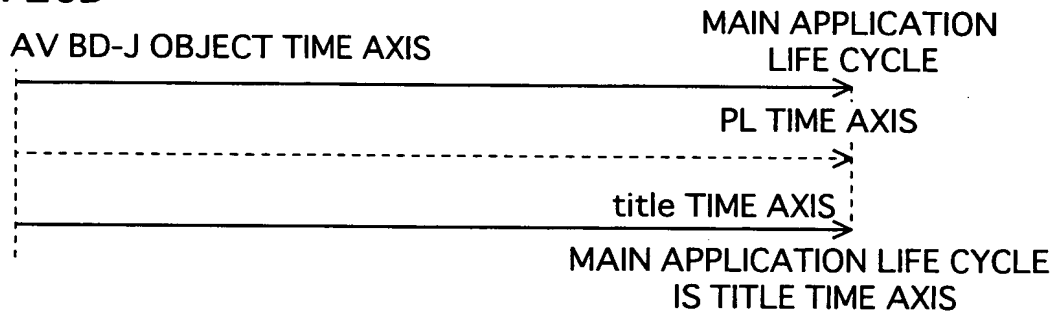 AV BD-J OBJECT TIME AXIS
MAIN APPLICATION
LIFE CYCLE
PL TIME AXIS
title TIME AXIS
MAIN APPLICATION LIFE CYCLE
IS TITLE TIME AXIS